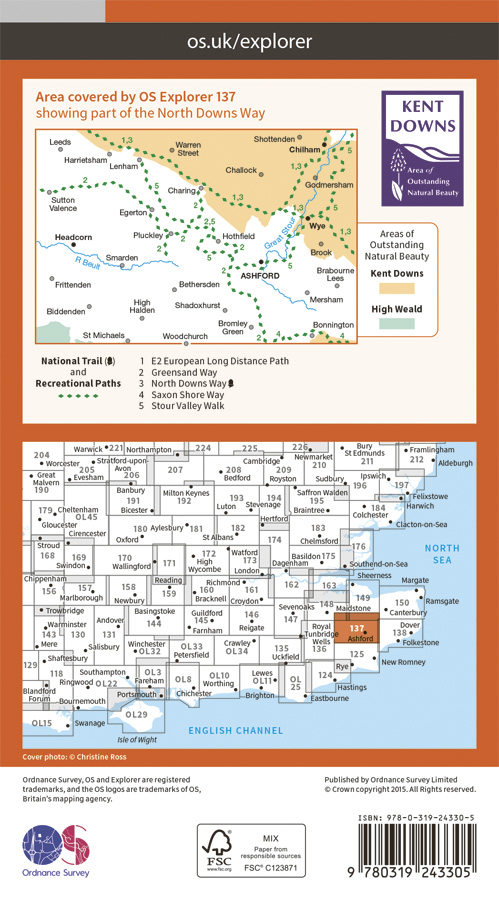 os.uk/explorer
Area covered by OS Explorer 137
showing part of the North Downs Way
KENT
DOWNS
Area of
Outstanding
Natural Beauty
Leeds
Harrietsham
Lenham
Warren
Street
Shottenden
Chilham
Challock
Godmersham
Charing
Sutton
Valence
Egerton
Pluckley
Hothfield
Great Stour
Wye
Brook
Headcorn
R Beult
Smarden
ASHFORD
Brabourne
Lees
Mersham
Frittenden
Bethersden
Biddenden
High
Halden
Shadoxhurst
Bromley
Green
Bonnington
St Michaels
Woodchurch
1,3
1,3
1,3
1,3
2
5
2,5
2
5
2
5
5
2
2
4
4
Areas of
Outstanding
Natural Beauty
Kent Downs
High Weald
National Trail
and
Recreational Paths
1 E2 European Long Distance Path
2 Greensand Way
3 North Downs Way
4 Saxon Shore Way
5 Stour Valley Walk
204
Worcester
Great
Malvern
190
Warwick
221
Northampton
224
225
226
Newmarket
210
Bury
St Edmunds
211
Framlingham
212
Aldeburgh
205
Evesham
Stratford-upon-
Avon
206
207
208
Bedford
Cambridge
209
Royston
Sudbury
196
Ipswich
197
Felixstowe
Harwich
Banbury
191
Bicester
Milton Keynes
192
193
Luton
194
Stevenage
Saffron Walden
195
Braintree
184
Colchester
Clacton-on-Sea
179
Gloucester
Cheltenham
OL45
Cirencester
180
Oxford
Aylesbury
181
182
St Albans
Hertford
183
Chelmsford
176
Southend-on-Sea
Stroud
168
169
Swindon
170
Wallingford
171
172
High
Wycombe
Watford
173
London
Dagenham
Basildon
175
NORTH
SEA
Chippenham
156
157
Marlborough
158
Newbury
Reading
159
160
Bracknell
Richmond
161
Croydon
162
163
Sheerness
149
Margate
Ramsgate
Trowbridge
143
Warminster
Mere
130
Salisbury
Andover
131
Basingstoke
144
Guildford
145
Farnham
146
Reigate
Sevenoaks
147
148
Maidstone
150
Canterbury
137
Ashford
Dover
138
Folkestone
129
Shaftesbury
118
Ringwood
Southampton
OL22
Winchester
OL32
OL33
Petersfield
Crawley
OL34
135
Uckfield
Royal
Tunbridge
Wells
136
Rye
125
New Romney
Blandford
Forum
Bournemouth
OL3
Fareham
Portsmouth
OL8
Chichester
OL10
Worthing
Lewes
OL11
Brighton
OL
25
124
Hastings
Eastbourne
OL15
Swanage
OL29
Isle of Wight
ENGLISH CHANNEL
Cover photo: © Christine Ross
Ordnance Survey, OS and Explorer are registered
trademarks, and the OS logos are trademarks of OS,
Britain's mapping agency.
Published by Ordnance Survey Limited
© Crown copyright 2015. All rights reserved.
OS
Ordnance Survey
FSC
www.fsc.org
MIX
Paper from
responsible sources
FSC® C123871
ISBN: 978-0-319-24330-5
9 780319 243305